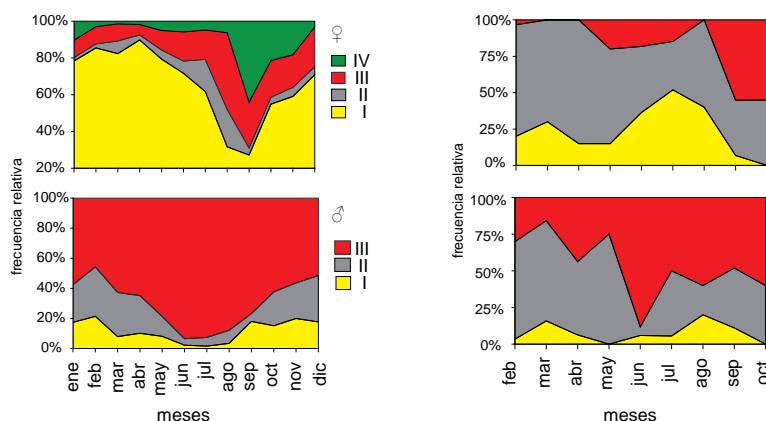 100%
80%
60%
40%
20%
♀
IV
III
II
I
100%
80%
60%
40%
20%
0%
♂
III
II
I
frecuencia relativa
ene
feb
mar
abr
may
jun
jul
ago
sep
oct
nov
dic
meses
100%
75%
50%
25%
0%
100%
75%
50%
25%
0%
frecuencia relativa
feb
mar
abr
may
jun
jul
ago
sep
oct
meses